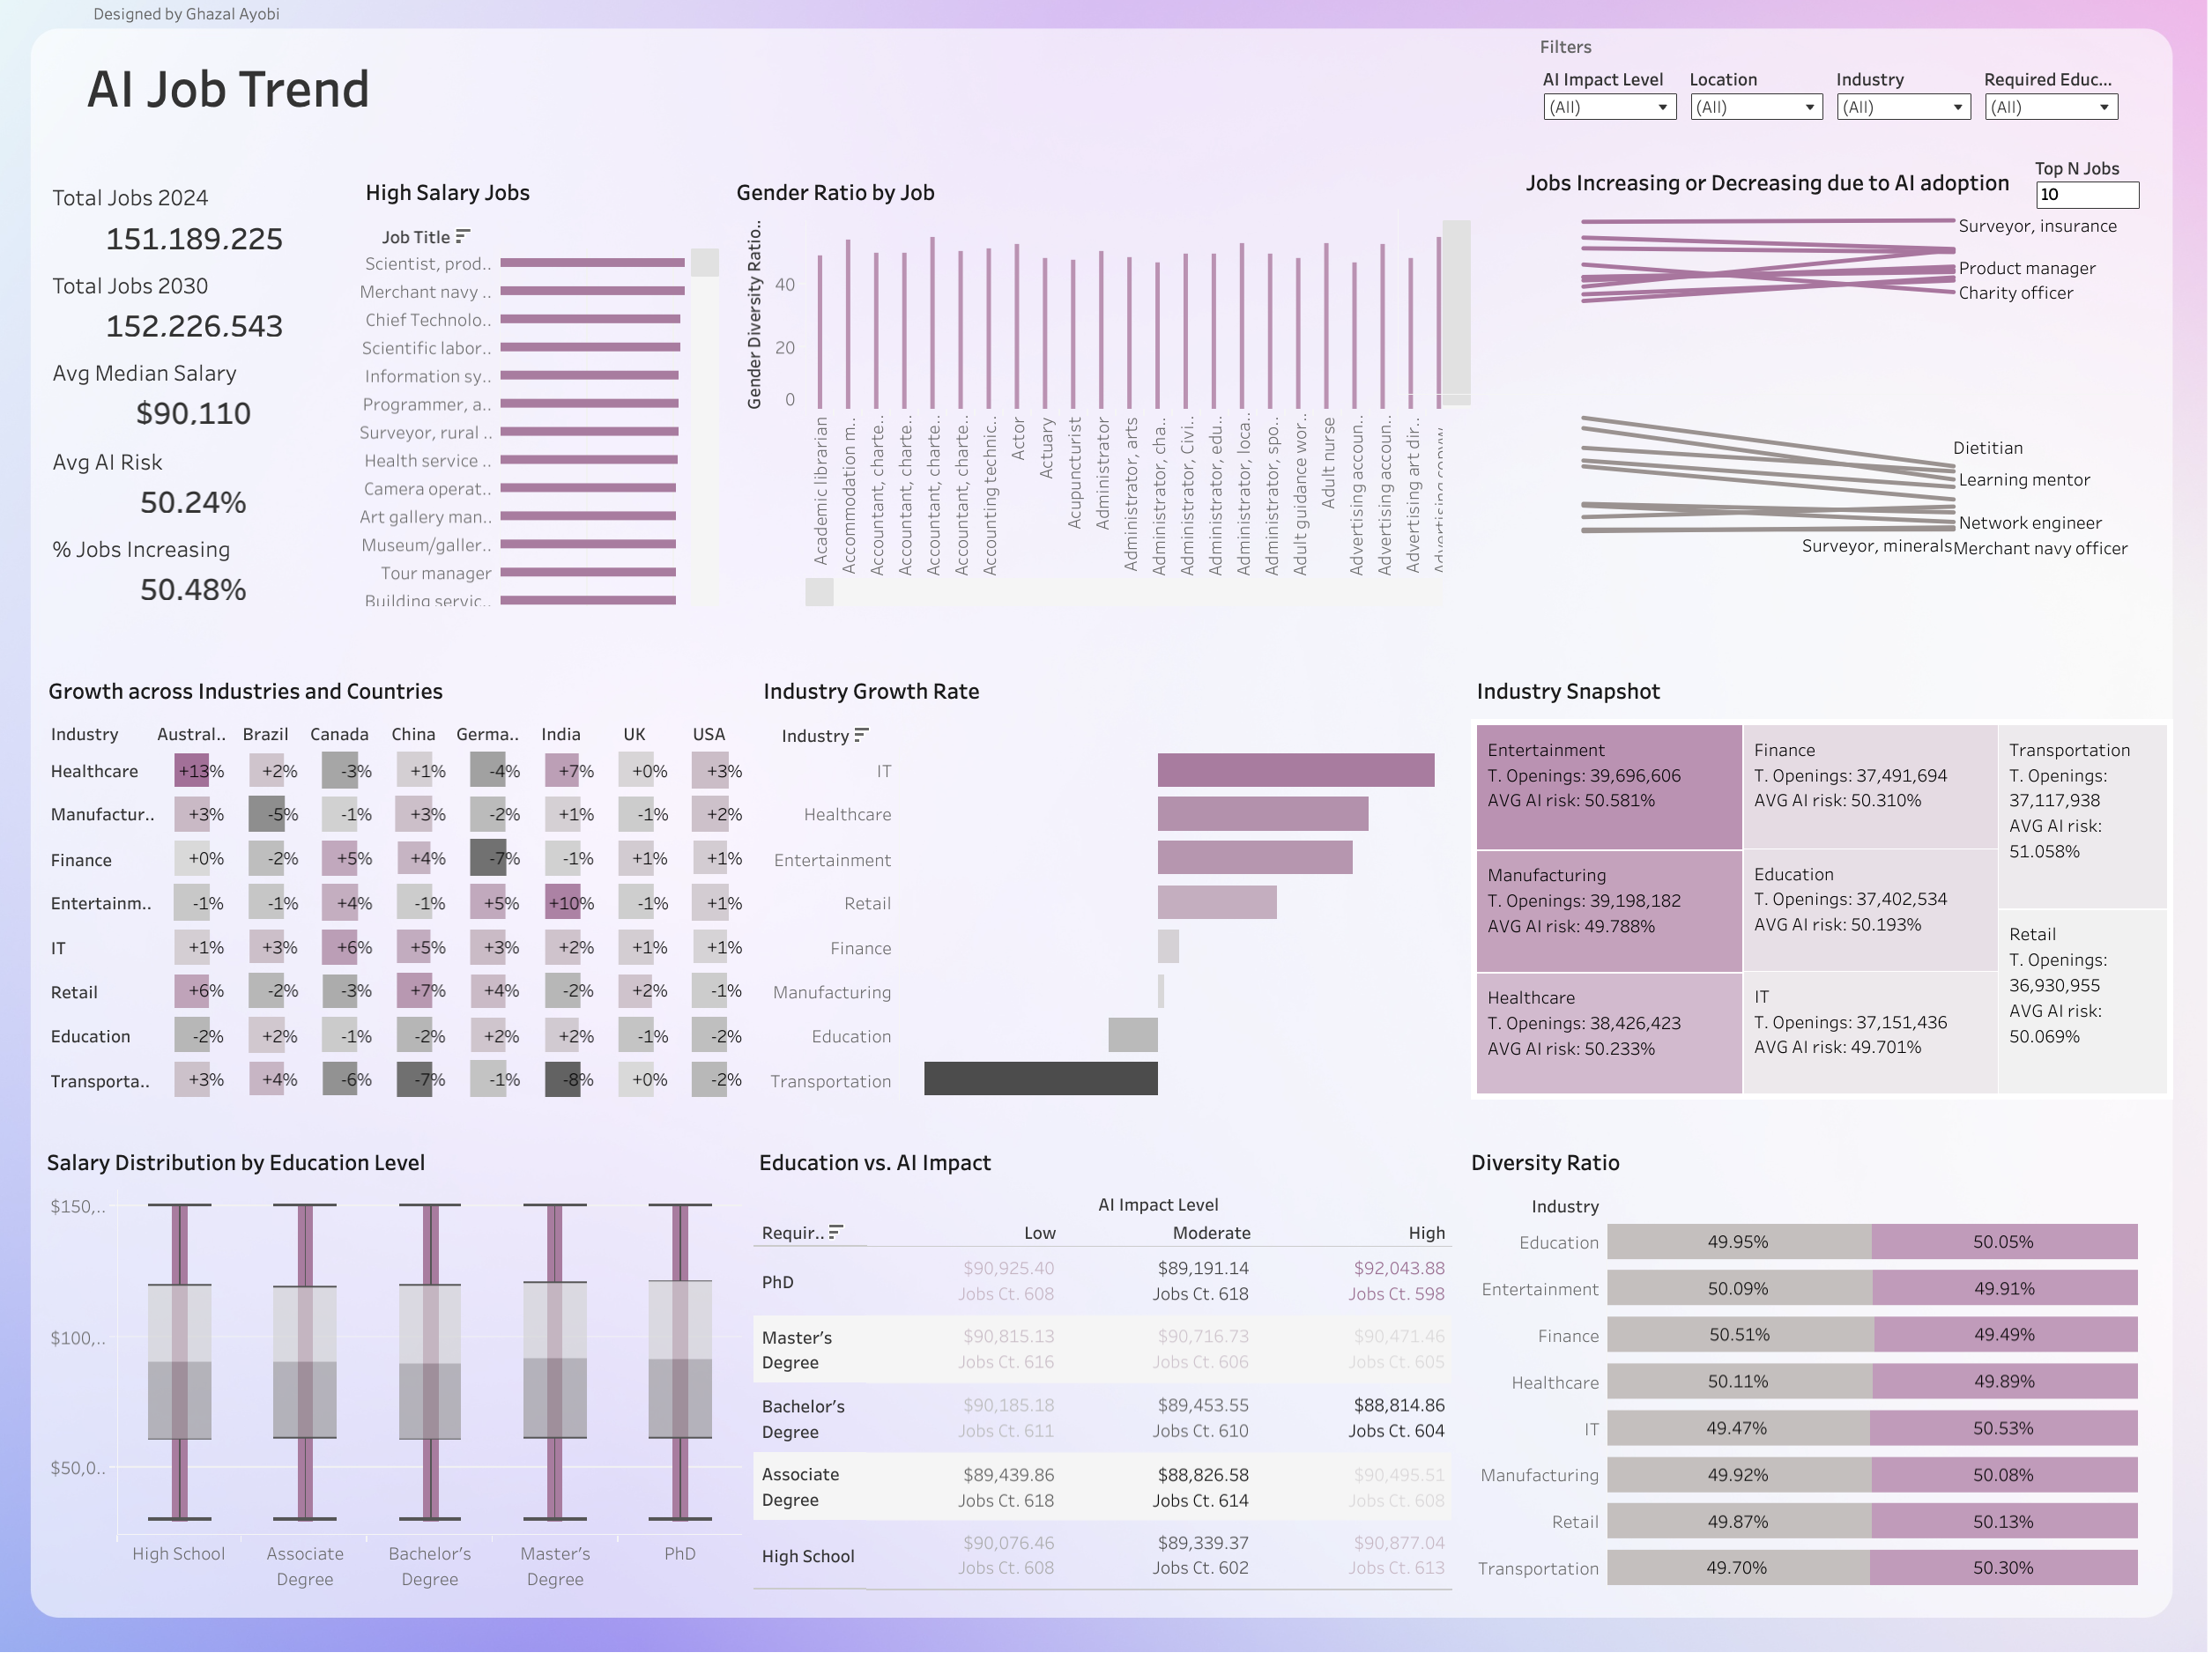 Designed by Ghazal Ayobi
AI Job Trend
Filters
AI Impact Level
(All)
Location
(All)
Industry
(All)
Required Educ...
(All)
Total Jobs 2024
151,189,225
Total Jobs 2030
152,226,543
Avg Median Salary
$90,110
Avg AI Risk
50.24%
% Jobs Increasing
50.48%
High Salary Jobs
Job Title
Scientist, prod..
Merchant navy ..
Chief Technolo..
Scientific labor..
Information sy..
Programmer, a..
Surveyor, rural ..
Health service ..
Camera operat..
Art gallery man..
Museum/galler..
Tour manager
Building servic..
Gender Ratio by Job
Gender Diversity Ratio..
40
20
0
Academic librarian
Accommodation m..
Accountant, charte..
Accountant, charte..
Accountant, charte..
Accountant, charte..
Accounting technic..
Actor
Actuary
Acupuncturist
Administrator
Administrator, arts
Administrator, cha..
Administrator, Civi..
Administrator, edu..
Administrator, loca..
Administrator, spo..
Adult guidance wor..
Adult nurse
Advertising accoun..
Advertising accoun..
Advertising art dir..
Advertising copyw..
Jobs Increasing or Decreasing due to AI adoption
Top N Jobs
10
Surveyor, insurance
Product manager
Charity officer
Dietitian
Learning mentor
Network engineer
Surveyor, minerals
Merchant navy officer
Growth across Industries and Countries
Industry Austral.. Brazil Canada China Germa.. India UK USA
Healthcare +13% +2% -3% +1% -4% +7% +0% +3%
Manufactur.. +3% -5% -1% +3% -2% +1% -1% +2%
Finance +0% -2% +5% +4% -7% -1% +1% +1%
Entertainm.. -1% -1% +4% -1% +5% +10% -1% +1%
IT +1% +3% +6% +5% +3% +2% +1% +1%
Retail +6% -2% -3% +7% +4% -2% +2% -1%
Education -2% +2% -1% -2% +2% +2% -1% -2%
Transporta.. +3% +4% -6% -7% -1% -8% +0% -2%
Industry Growth Rate
Industry
IT
Healthcare
Entertainment
Retail
Finance
Manufacturing
Education
Transportation
Industry Snapshot
Entertainment
T. Openings: 39,696,606
AVG AI risk: 50.581%
Manufacturing
T. Openings: 39,198,182
AVG AI risk: 49.788%
Healthcare
T. Openings: 38,426,423
AVG AI risk: 50.233%
Finance
T. Openings: 37,491,694
AVG AI risk: 50.310%
Education
T. Openings: 37,402,534
AVG AI risk: 50.193%
IT
T. Openings: 37,151,436
AVG AI risk: 49.701%
Transportation
T. Openings:
37,117,938
AVG AI risk:
51.058%
Retail
T. Openings:
36,930,955
AVG AI risk:
50.069%
Salary Distribution by Education Level
$150,..
$100,..
$50,0..
High School
Associate
Degree
Bachelor's
Degree
Master's
Degree
PhD
Education vs. AI Impact
AI Impact Level
Requir.. Low Moderate High
PhD
$90,925.40 $89,191.14 $92,043.88
Jobs Ct. 608 Jobs Ct. 618 Jobs Ct. 598
Master's
Degree
$90,815.13 $90,716.73 $90,471.46
Jobs Ct. 616 Jobs Ct. 606 Jobs Ct. 605
Bachelor's
Degree
$90,185.18 $89,453.55 $88,814.86
Jobs Ct. 611 Jobs Ct. 610 Jobs Ct. 604
Associate
Degree
$89,439.86 $88,826.58 $90,495.51
Jobs Ct. 618 Jobs Ct. 614 Jobs Ct. 608
High School
$90,076.46 $89,339.37 $90,877.04
Jobs Ct. 608 Jobs Ct. 602 Jobs Ct. 613
Diversity Ratio
Industry
Education 49.95% 50.05%
Entertainment 50.09% 49.91%
Finance 50.51% 49.49%
Healthcare 50.11% 49.89%
IT 49.47% 50.53%
Manufacturing 49.92% 50.08%
Retail 49.87% 50.13%
Transportation 49.70% 50.30%